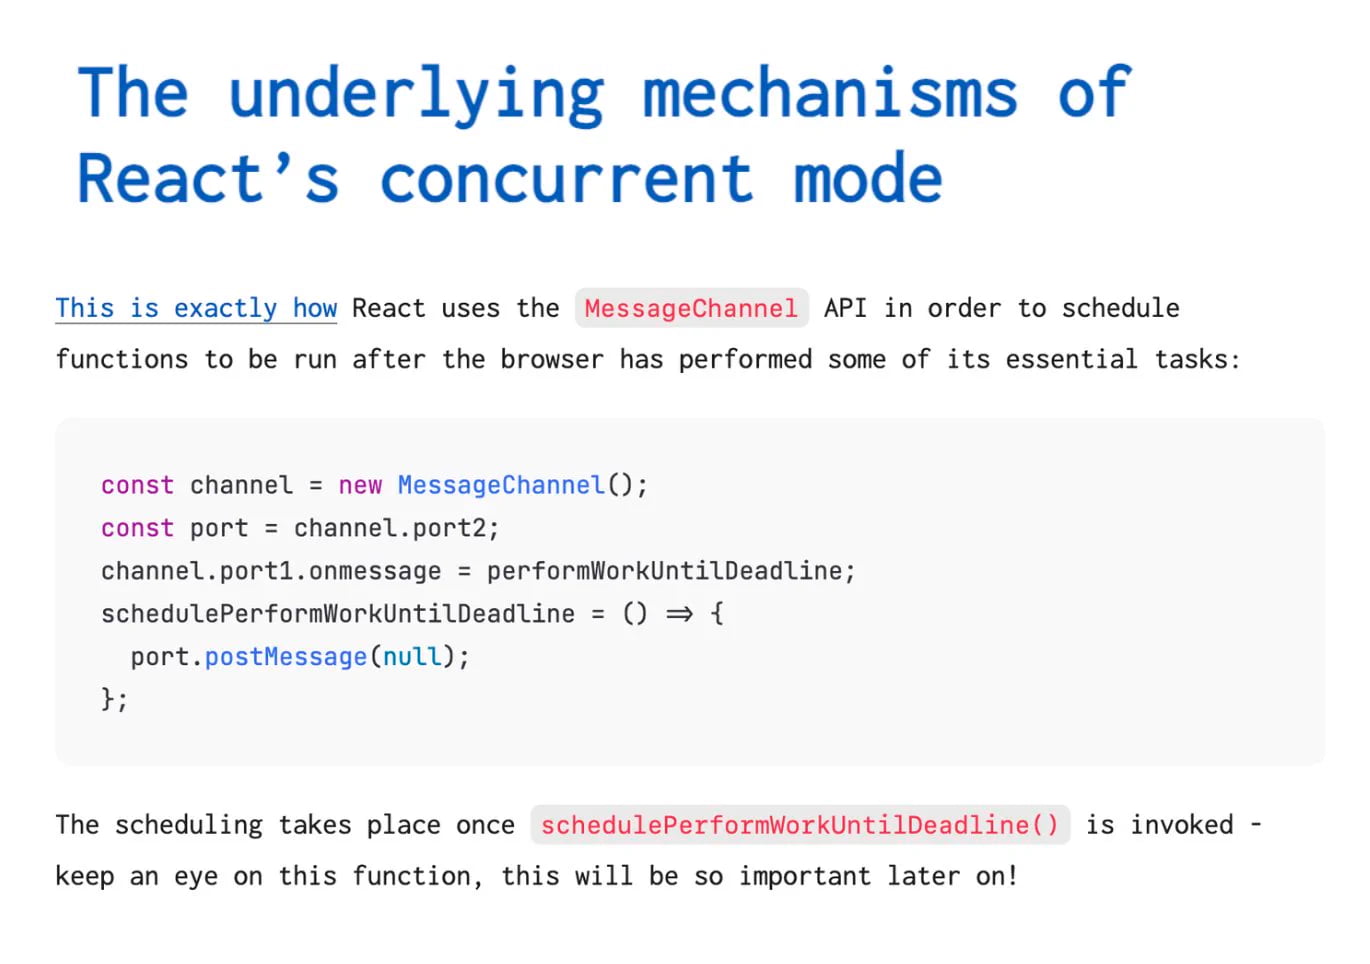 The underlying mechanisms of
React’s concurrent mode
This is exactly how React uses the MessageChannel API in order to schedule
functions to be run after the browser has performed some of its essential tasks:
const channel = new MessageChannel();
const port = channel.port2;
channel.port1.onmessage = performWorkUntilDeadline;
schedulePerformWorkUntilDeadline = () => {
  port.postMessage(null);
};
The scheduling takes place once schedulePerformWorkUntilDeadline() is invoked -
keep an eye on this function, this will be so important later on!